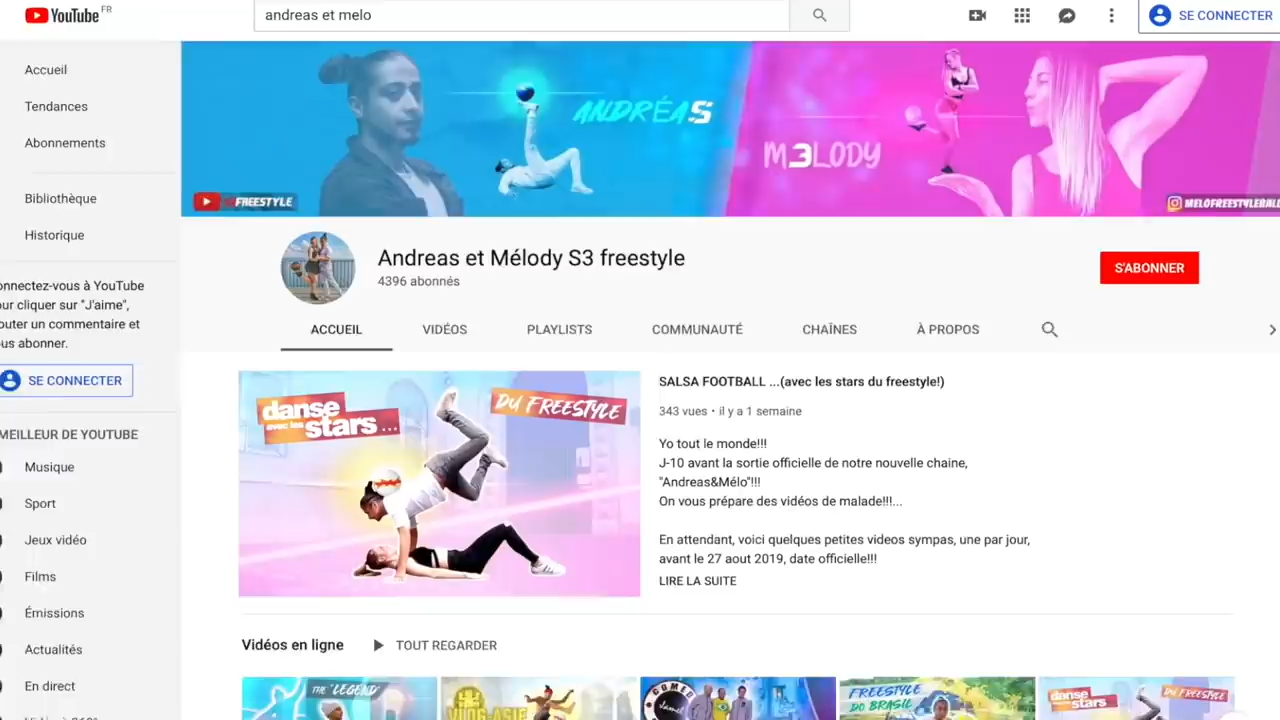 YouTube FR
andreas et melo
SE CONNECTER
Accueil
Tendances
Abonnements
Bibliothèque
Historique
onnectez-vous à YouTube
our cliquer sur "J'aime",
outer un commentaire et
us abonner.
SE CONNECTER
MEILLEUR DE YOUTUBE
Musique
Sport
Jeux vidéo
Films
Émissions
Actualités
En direct
ANDRÉAS
M3LODY
FREESTYLE
MELOFREESTYLEBALL
Andreas et Mélody S3 freestyle
4396 abonnés
S'ABONNER
ACCUEIL
VIDÉOS
PLAYLISTS
COMMUNAUTÉ
CHAÎNES
À PROPOS
danse
avec les
stars...
DU FREESTYLE
SALSA FOOTBALL ...(avec les stars du freestyle!)
343 vues • il y a 1 semaine
Yo tout le monde!!!
J-10 avant la sortie officielle de notre nouvelle chaine,
"Andreas&Mélo"!!!
On vous prépare des vidéos de malade!!!...
En attendant, voici quelques petites videos sympas, une par jour,
avant le 27 aout 2019, date officielle!!!
LIRE LA SUITE
Vidéos en ligne
TOUT REGARDER
THE "LEGEND"
COMED
Jamel
FREESTYLE
DO BRASIL
danse
stars...
DU FREESTYLE